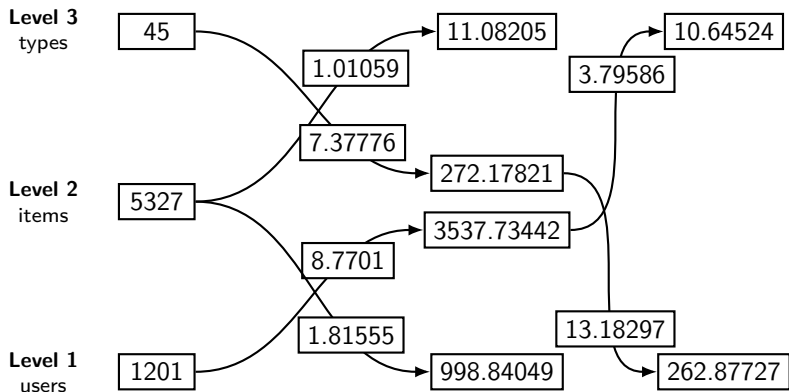 Level 3
types
45
11.08205
10.64524
1.01059
3.79586
7.37776
272.17821
Level 2
items
5327
3537.73442
8.7701
1.81555
13.18297
Level 1
users
1201
998.84049
262.87727